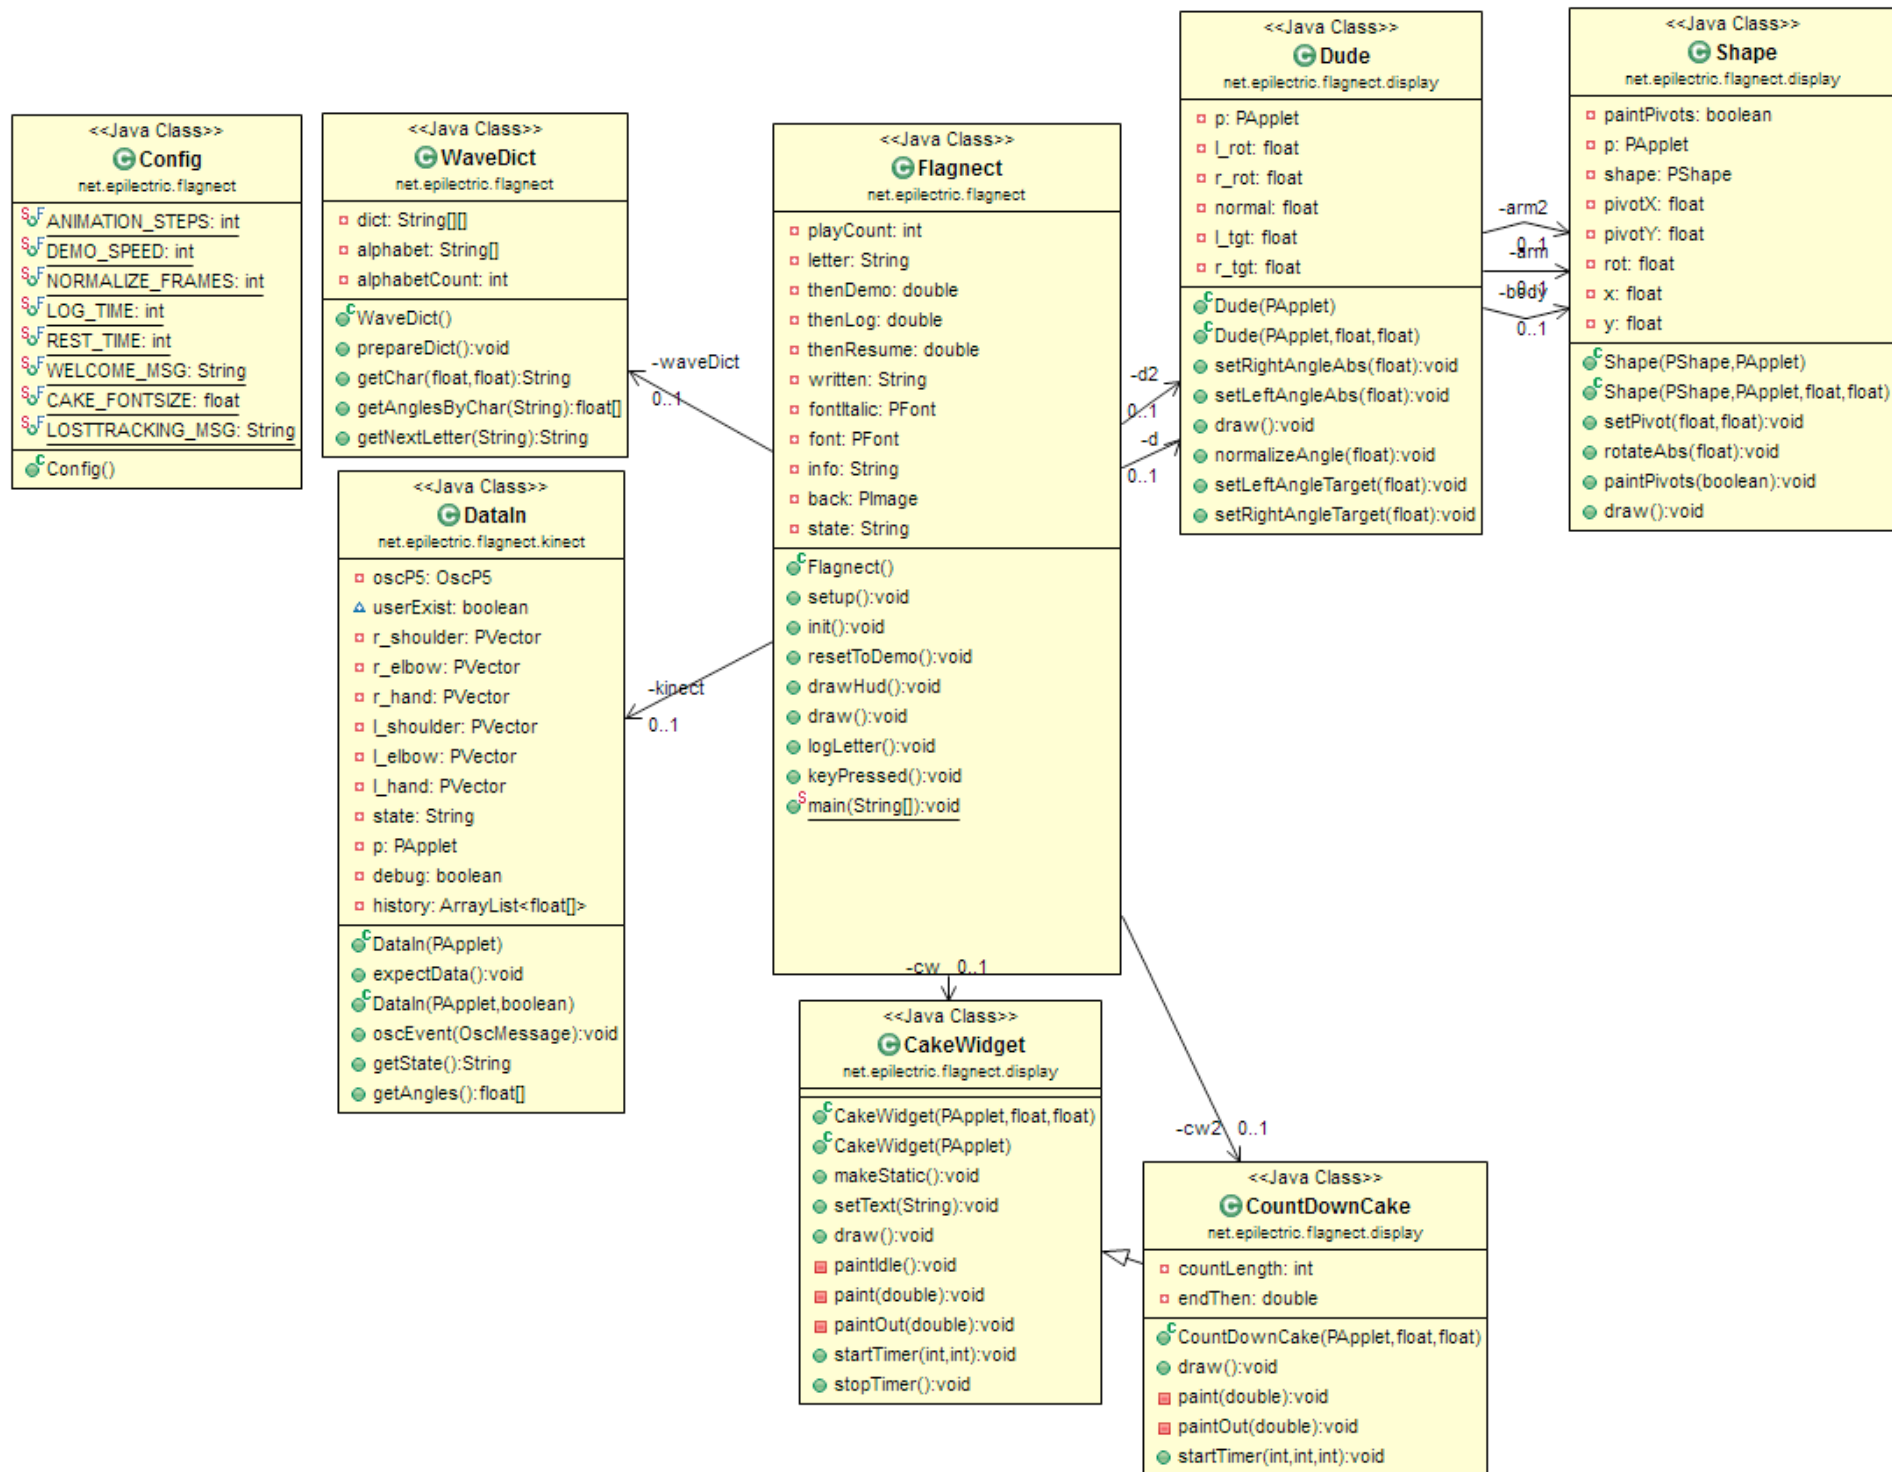 <<Java Class>>
Config
net.epilectric.flagnect
ANIMATION_STEPS: int
DEMO_SPEED: int
NORMALIZE_FRAMES: int
LOG_TIME: int
REST_TIME: int
WELCOME_MSG: String
CAKE_FONTSIZE: float
LOSTTRACKING_MSG: String
Config()
<<Java Class>>
WaveDict
net.epilectric.flagnect
dict: String[][]
alphabet: String[]
alphabetCount: int
WaveDict()
prepareDict():void
getChar(float,float):String
getAnglesByChar(String):float[]
getNextLetter(String):String
<<Java Class>>
DataIn
net.epilectric.flagnect.kinect
oscP5: OscP5
userExist: boolean
r_shoulder: PVector
r_elbow: PVector
r_hand: PVector
l_shoulder: PVector
l_elbow: PVector
l_hand: PVector
state: String
p: PApplet
debug: boolean
history: ArrayList<float[]>
DataIn(PApplet)
expectData():void
DataIn(PApplet,boolean)
oscEvent(OscMessage):void
getState():String
getAngles():float[]
-waveDict
0..1
-kinect
0..1
<<Java Class>>
Flagnect
net.epilectric.flagnect
playCount: int
letter: String
thenDemo: double
thenLog: double
thenResume: double
written: String
fontItalic: PFont
font: PFont
info: String
back: PImage
state: String
Flagnect()
setup():void
init():void
resetToDemo():void
drawHud():void
draw():void
logLetter():void
keyPressed():void
main(String[]):void
-cw 0..1
-d2
0..1
-d
0..1
<<Java Class>>
Dude
net.epilectric.flagnect.display
p: PApplet
l_rot: float
r_rot: float
normal: float
l_tgt: float
r_tgt: float
Dude(PApplet)
Dude(PApplet,float,float)
setRightAngleAbs(float):void
setLeftAngleAbs(float):void
draw():void
normalizeAngle(float):void
setLeftAngleTarget(float):void
setRightAngleTarget(float):void
-arm2
0..1
-arm
0..1
-body
0..1
<<Java Class>>
Shape
net.epilectric.flagnect.display
paintPivots: boolean
p: PApplet
shape: PShape
pivotX: float
pivotY: float
rot: float
x: float
y: float
Shape(PShape,PApplet)
Shape(PShape,PApplet,float,float)
setPivot(float,float):void
rotateAbs(float):void
paintPivots(boolean):void
draw():void
<<Java Class>>
CakeWidget
net.epilectric.flagnect.display
CakeWidget(PApplet,float,float)
CakeWidget(PApplet)
makeStatic():void
setText(String):void
draw():void
paintIdle():void
paint(double):void
paintOut(double):void
startTimer(int,int):void
stopTimer():void
-cw2 0..1
<<Java Class>>
CountDownCake
net.epilectric.flagnect.display
countLength: int
endThen: double
CountDownCake(PApplet,float,float)
draw():void
paint(double):void
paintOut(double):void
startTimer(int,int,int):void